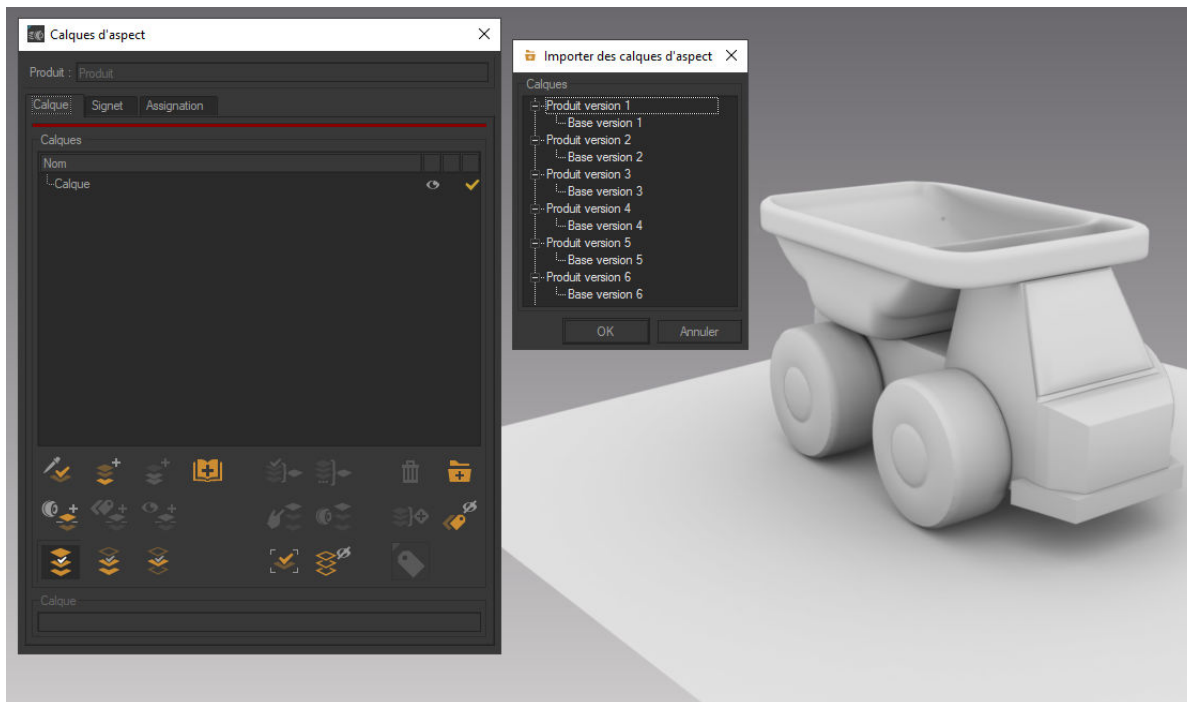 Calques d'aspect
Produit : Produit
Calque Signet Assignation
Calques
Nom
Calque
Calque
Importer des calques d'aspect
Calques
Produit version 1
Base version 1
Produit version 2
Base version 2
Produit version 3
Base version 3
Produit version 4
Base version 4
Produit version 5
Base version 5
Produit version 6
Base version 6
OK Annuler